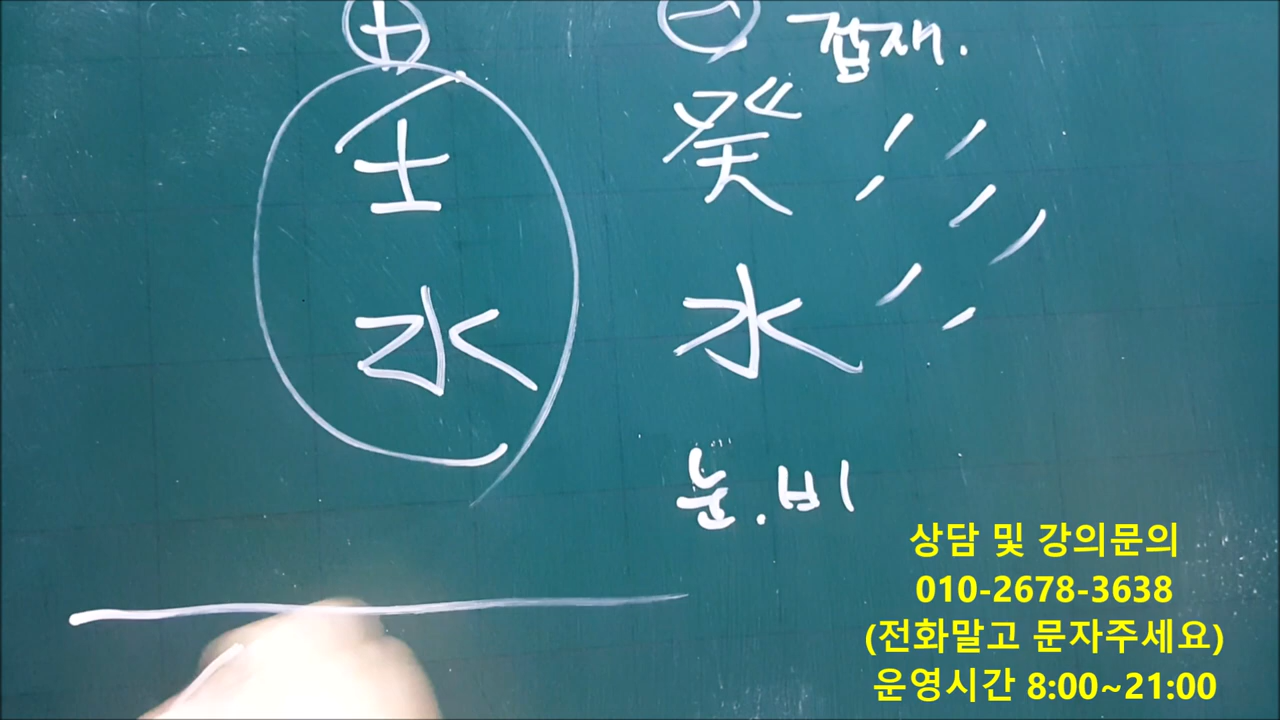 + - 겁재.
壬 癸
水 水
눈.비
상담 및 강의문의
010-2678-3638
(전화말고 문자주세요)
운영시간 8:00~21:00